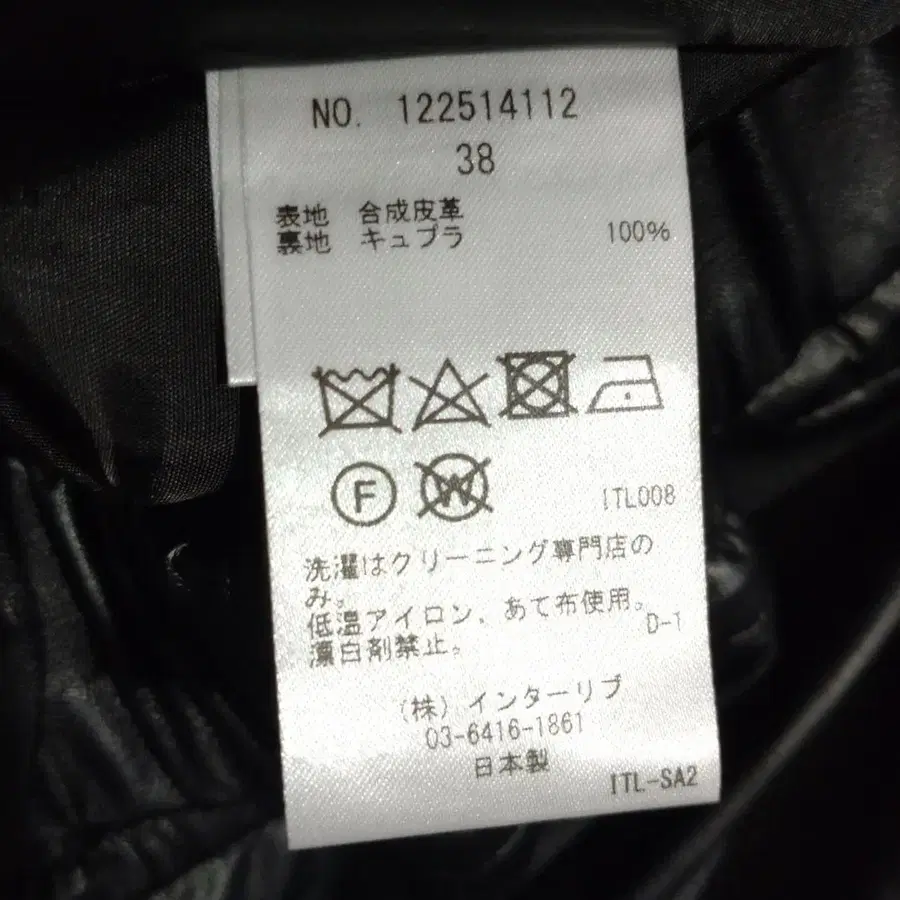 NO. 122514112
38
表地 合成皮革
裏地 キュプラ 100%
F W
ITL008
洗濯はクリーニング専門店の
み。
低温アイロン、あて布使用。
漂白剤禁止。 D-1
(株) インターリブ
03-6416-1861
日本製
ITL-SA2